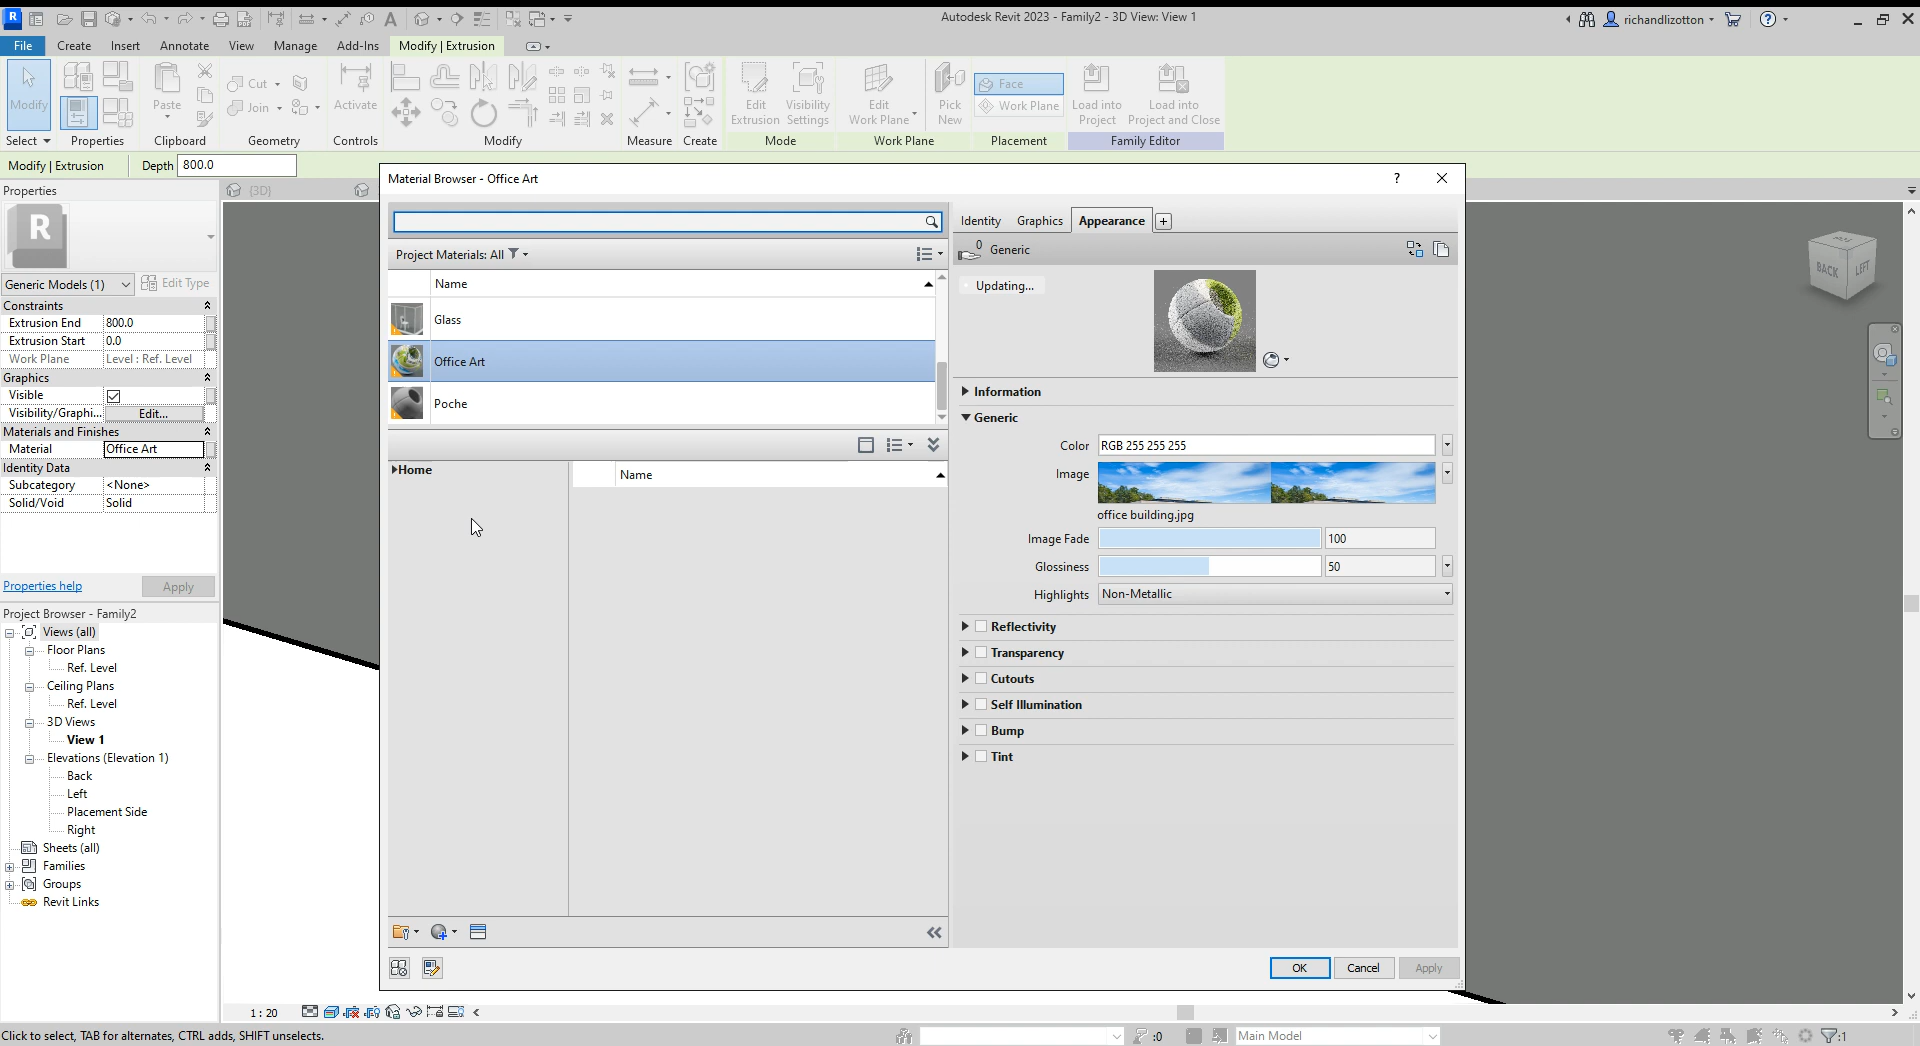 Autodesk Revit 2023 - Family2 - 3D View: View 1
richandlizotton
File Create Insert Annotate View Manage Add-Ins Modify | Extrusion
Modify Paste Cut Join Activate Edit Extrusion Visibility Settings Edit Work Plane Pick New Face Work Plane Load into Project Load into Project and Close
Select Properties Clipboard Geometry Controls Modify Measure Create Mode Work Plane Placement Family Editor
Modify | Extrusion Depth 800.0
Properties
{3D}
R
Generic Models (1) Edit Type
Constraints
Extrusion End 800.0
Extrusion Start 0.0
Work Plane Level : Ref. Level
Graphics
Visible
Visibility/Graphi... Edit...
Materials and Finishes
Material Office Art
Identity Data
Subcategory <None>
Solid/Void Solid
Properties help Apply
Project Browser - Family2
Views (all)
Floor Plans
Ref. Level
Ceiling Plans
Ref. Level
3D Views
View 1
Elevations (Elevation 1)
Back
Left
Placement Side
Right
Sheets (all)
Families
Groups
Revit Links
Material Browser - Office Art
?
Project Materials: All
Name
Glass
Office Art
Poche
Home
Name
Identity Graphics Appearance +
0 Generic
Updating...
Information
Generic
Color RGB 255 255 255
Image
office building.jpg
Image Fade 100
Glossiness 50
Highlights Non-Metallic
Reflectivity
Transparency
Cutouts
Self Illumination
Bump
Tint
OK Cancel Apply
BACK LEFT
1 : 20
Click to select, TAB for alternates, CTRL adds, SHIFT unselects.
:0 Main Model :1